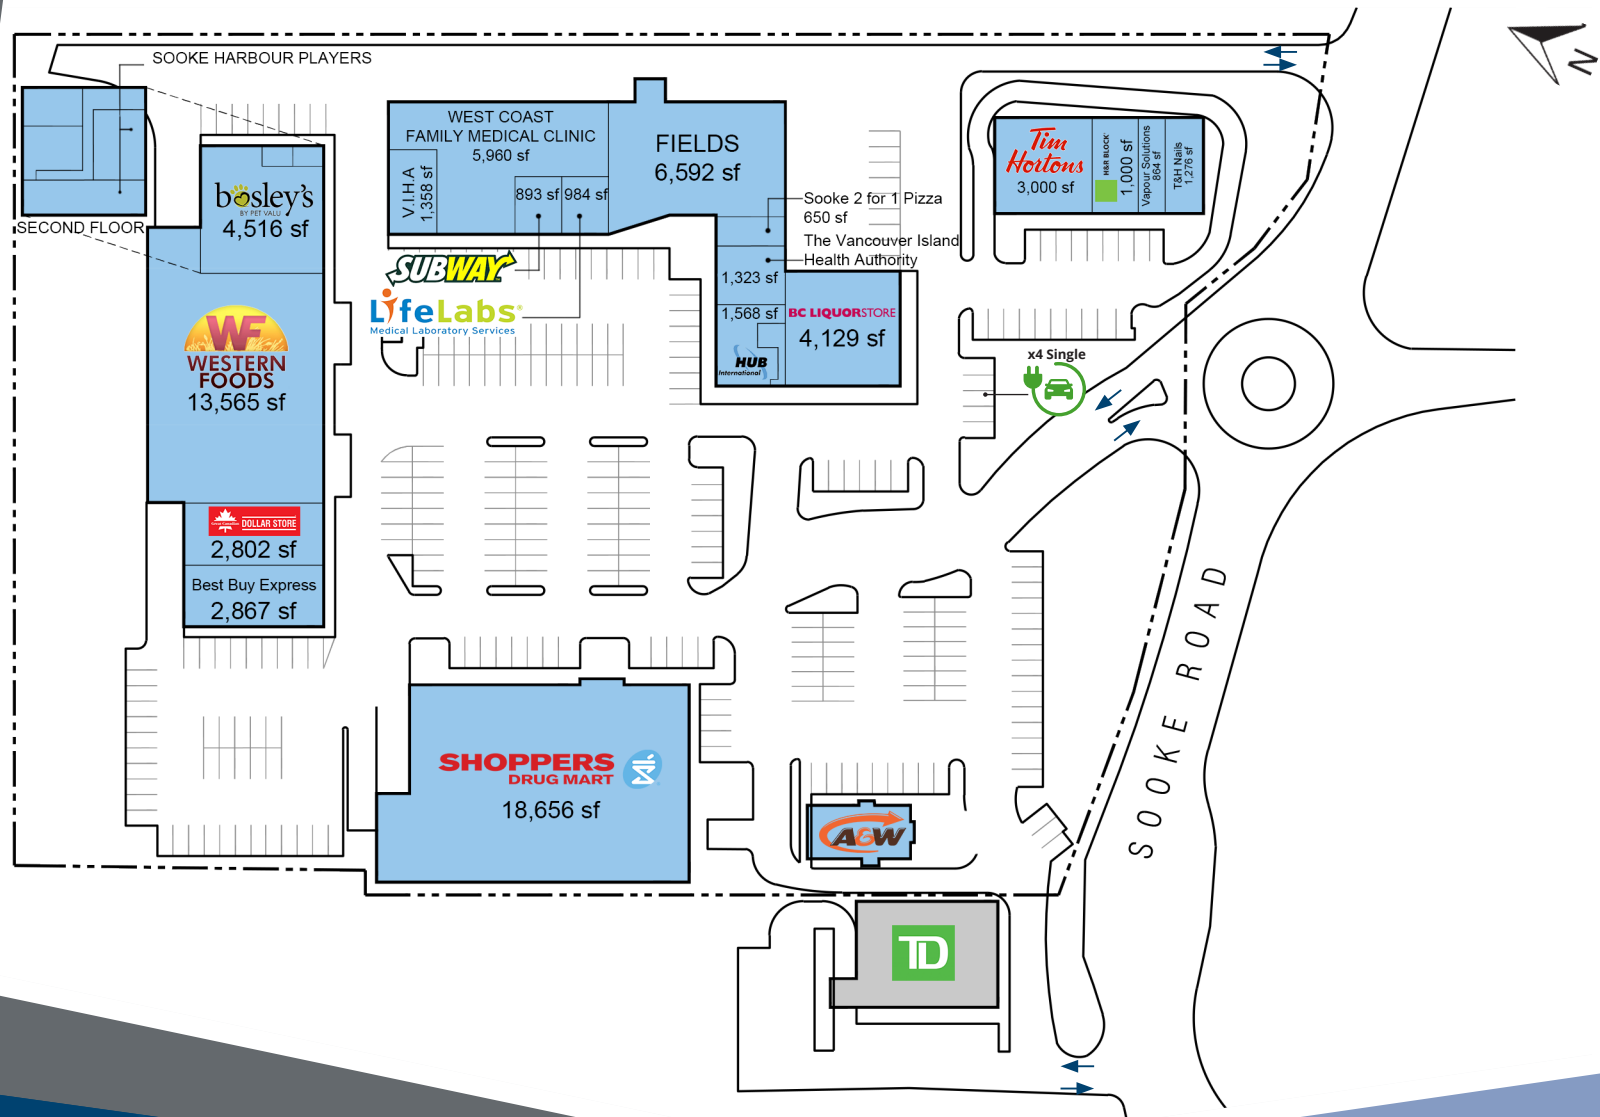 SOOKE HARBOUR PLAYERS
SECOND FLOOR
bosley's
BY PET VALU
4,516 sf
WF
WESTERN
FOODS
13,565 sf
Great Canadian
DOLLAR STORE
2,802 sf
Best Buy Express
2,867 sf
WEST COAST
FAMILY MEDICAL CLINIC
5,960 sf
V.I.H.A
1,358 sf
893 sf
984 sf
SUBWAY
LifeLabs
Medical Laboratory Services
FIELDS
6,592 sf
Sooke 2 for 1 Pizza
650 sf
The Vancouver Island
Health Authority
1,323 sf
1,568 sf
HUB
International
BC LIQUORSTORE
4,129 sf
Tim
Hortons
3,000 sf
H&R BLOCK
1,000 sf
Vapour Solutions
864 sf
T&H Nails
1,276 sf
N
x4 Single
SOOKE ROAD
SHOPPERS
DRUG MART
18,656 sf
A&W
TD